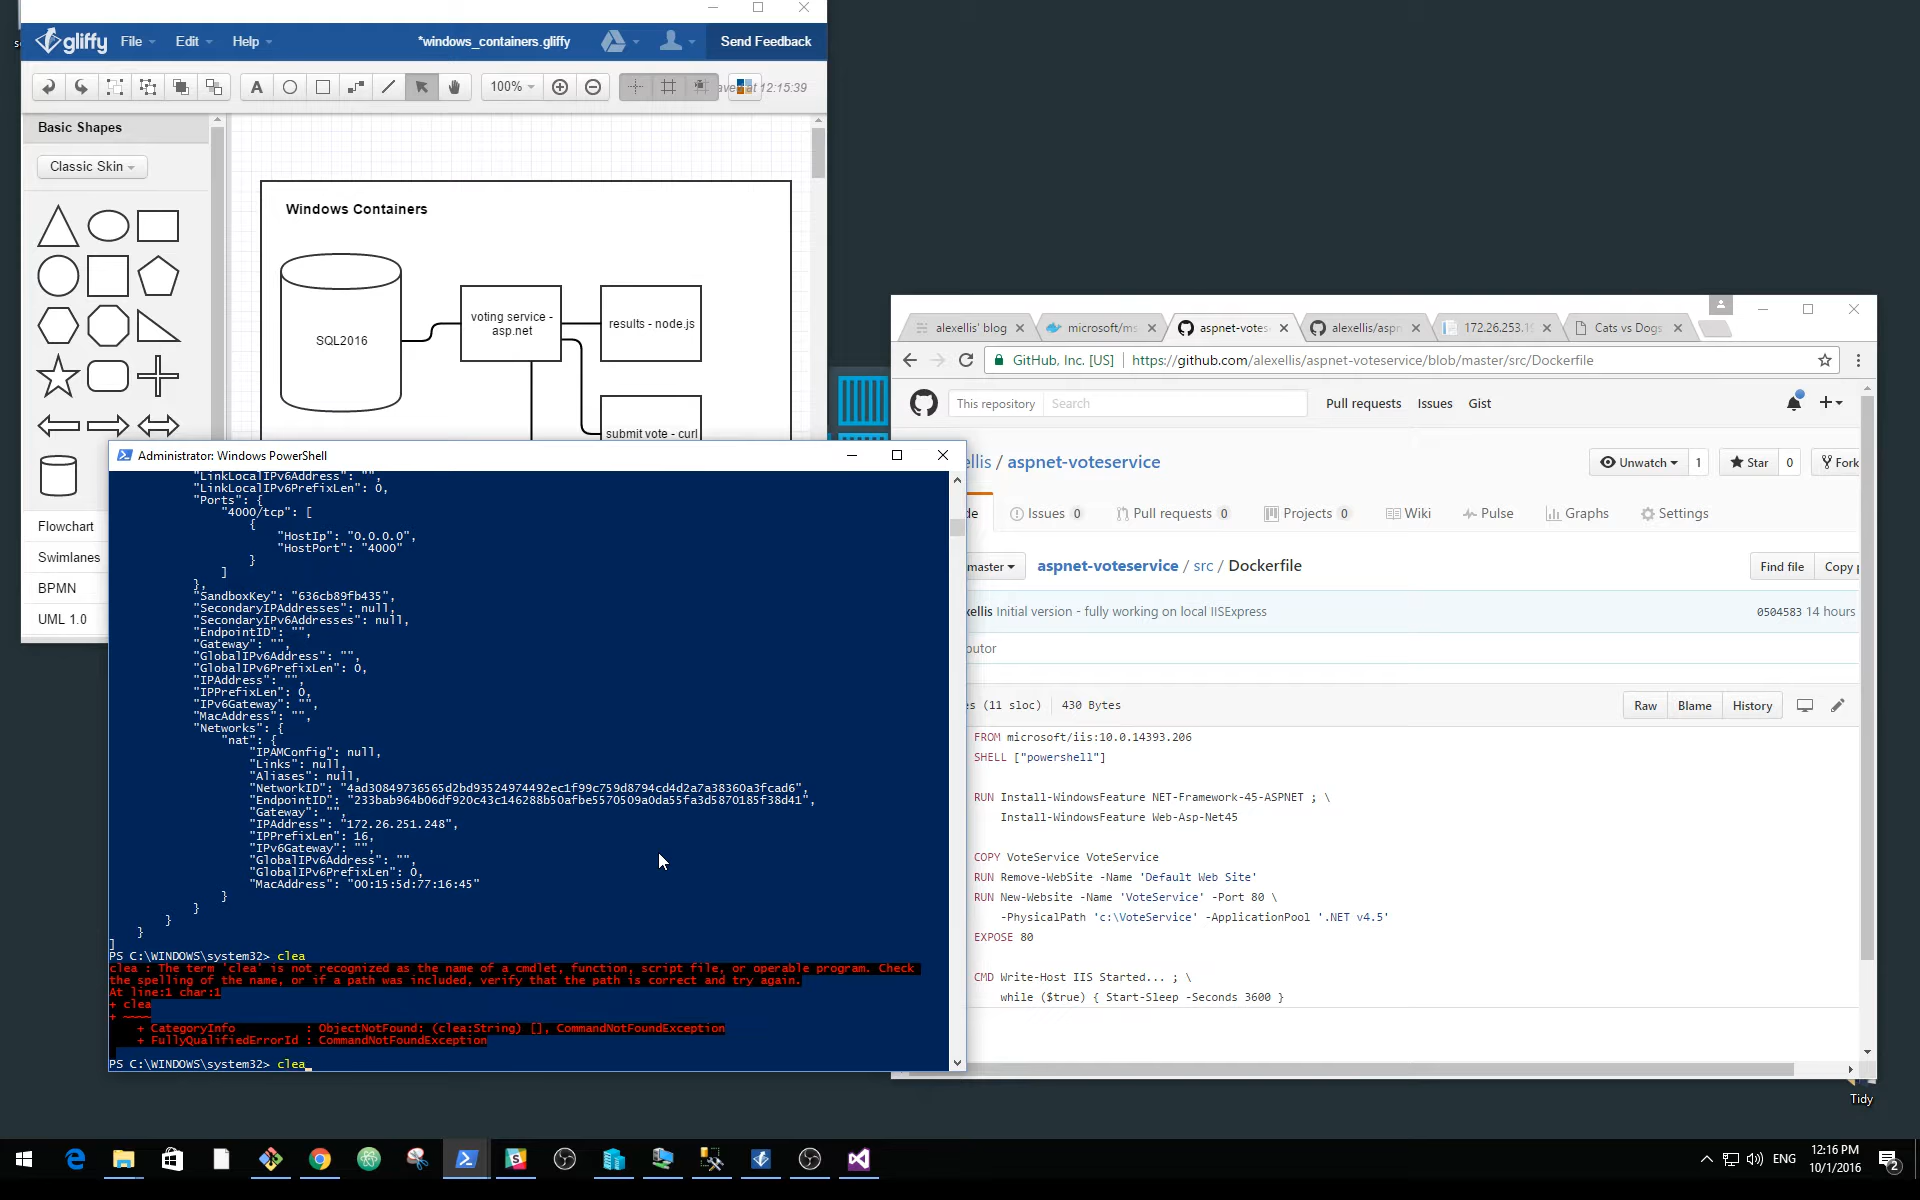 gliffy File Edit Help *windows_containers.gliffy Send Feedback
A 100% at 12:15:39
Basic Shapes
Classic Skin
Flowchart
Swimlanes
BPMN
UML 1.0
Windows Containers
SQL2016
voting service -
asp.net
results - node.js
submit vote - curl
Administrator: Windows PowerShell
"LinkLocalIPv6Address": "",
"LinkLocalIPv6PrefixLen": 0,
"Ports": {
"4000/tcp": [
{
"HostIp": "0.0.0.0",
"HostPort": "4000"
}
]
},
"SandboxKey": "636cb89fb435",
"SecondaryIPAddresses": null,
"SecondaryIPv6Addresses": null,
"EndpointID": "",
"Gateway": "",
"GlobalIPv6Address": "",
"GlobalIPv6PrefixLen": 0,
"IPAddress": "",
"IPPrefixLen": 0,
"IPv6Gateway": "",
"MacAddress": "",
"Networks": {
"nat": {
"IPAMConfig": null,
"Links": null,
"Aliases": null,
"NetworkID": "4ad30849736565d2bd93524974492ec1f99c759d8794cd4d2a7a38360a3fcad6",
"EndpointID": "233bab964b06df920c43c146288b50afbe5570509a0da55fa3d5870185f38d41",
"Gateway": "",
"IPAddress": "172.26.251.248",
"IPPrefixLen": 16,
"IPv6Gateway": "",
"GlobalIPv6Address": "",
"GlobalIPv6PrefixLen": 0,
"MacAddress": "00:15:5d:77:16:45"
}
}
}
}
]
PS C:\WINDOWS\system32> clea
clea : The term 'clea' is not recognized as the name of a cmdlet, function, script file, or operable program. Check
the spelling of the name, or if a path was included, verify that the path is correct and try again.
At line:1 char:1
+ clea
+ ~~~~
+ CategoryInfo : ObjectNotFound: (clea:String) [], CommandNotFoundException
+ FullyQualifiedErrorId : CommandNotFoundException
PS C:\WINDOWS\system32> clea_
alexellis' blog microsoft/ms aspnet-votes alexellis/aspn 172.26.253.1 Cats vs Dogs
GitHub, Inc. [US] https://github.com/alexellis/aspnet-voteservice/blob/master/src/Dockerfile
This repository Search Pull requests Issues Gist
ellis / aspnet-voteservice Unwatch 1 Star 0 Fork
de Issues 0 Pull requests 0 Projects 0 Wiki Pulse Graphs Settings
master aspnet-voteservice / src / Dockerfile Find file Copy
ellis Initial version - fully working on local IISExpress 0504583 14 hours
butor
es (11 sloc) 430 Bytes Raw Blame History
FROM microsoft/iis:10.0.14393.206
SHELL ["powershell"]
RUN Install-WindowsFeature NET-Framework-45-ASPNET ; \
Install-WindowsFeature Web-Asp-Net45
COPY VoteService VoteService
RUN Remove-WebSite -Name 'Default Web Site'
RUN New-Website -Name 'VoteService' -Port 80 \
-PhysicalPath 'c:\VoteService' -ApplicationPool '.NET v4.5'
EXPOSE 80
CMD Write-Host IIS Started... ; \
while ($true) { Start-Sleep -Seconds 3600 }
Tidy
ENG 12:16 PM
10/1/2016 2